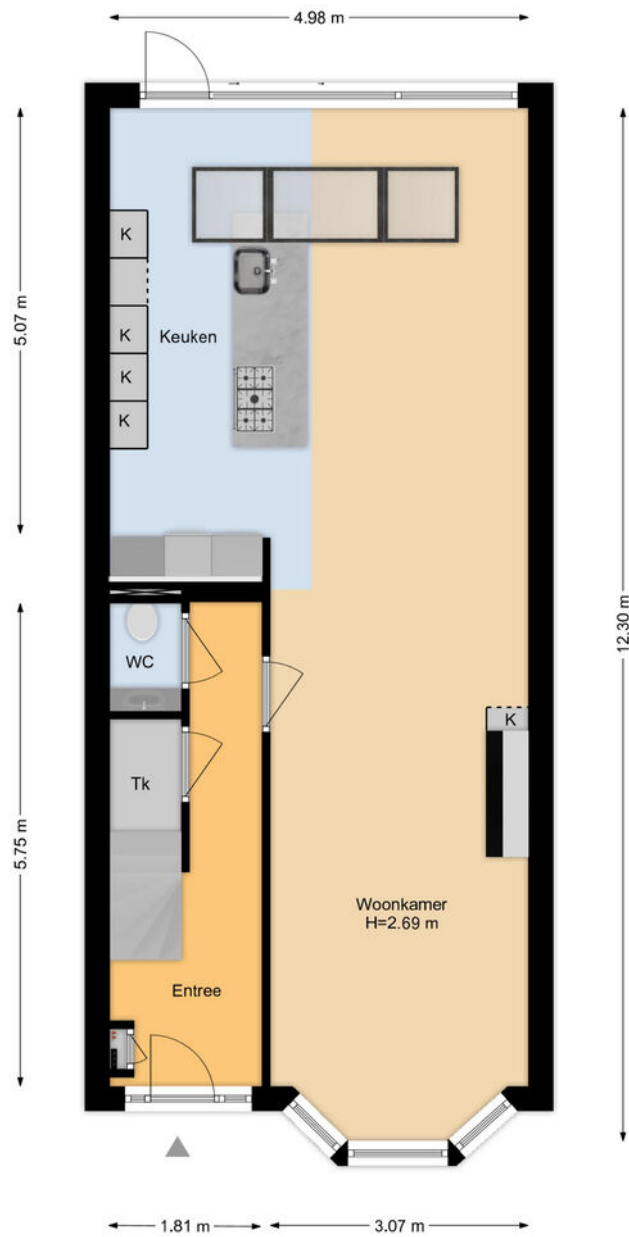 4.98 m
K
5.07 m
Keuken
K
K
K
12.30 m
WC
K
Tk
5.75 m
Woonkamer
H=2.69 m
Entree
1.81 m
3.07 m